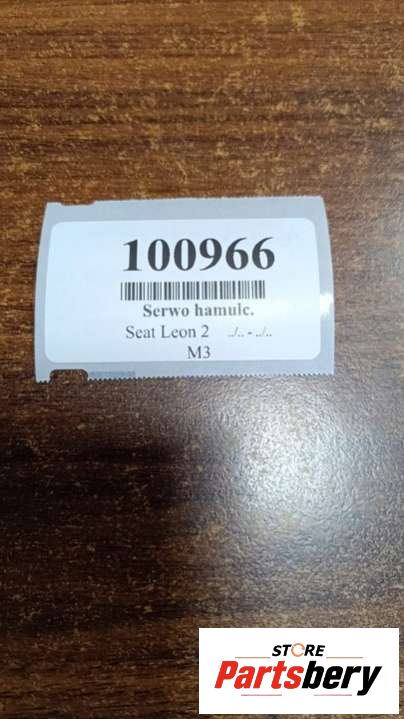 100966
Serwo hamulc.
Seat Leon 2 ../.. - ../..
M3
STORE
Partsbery